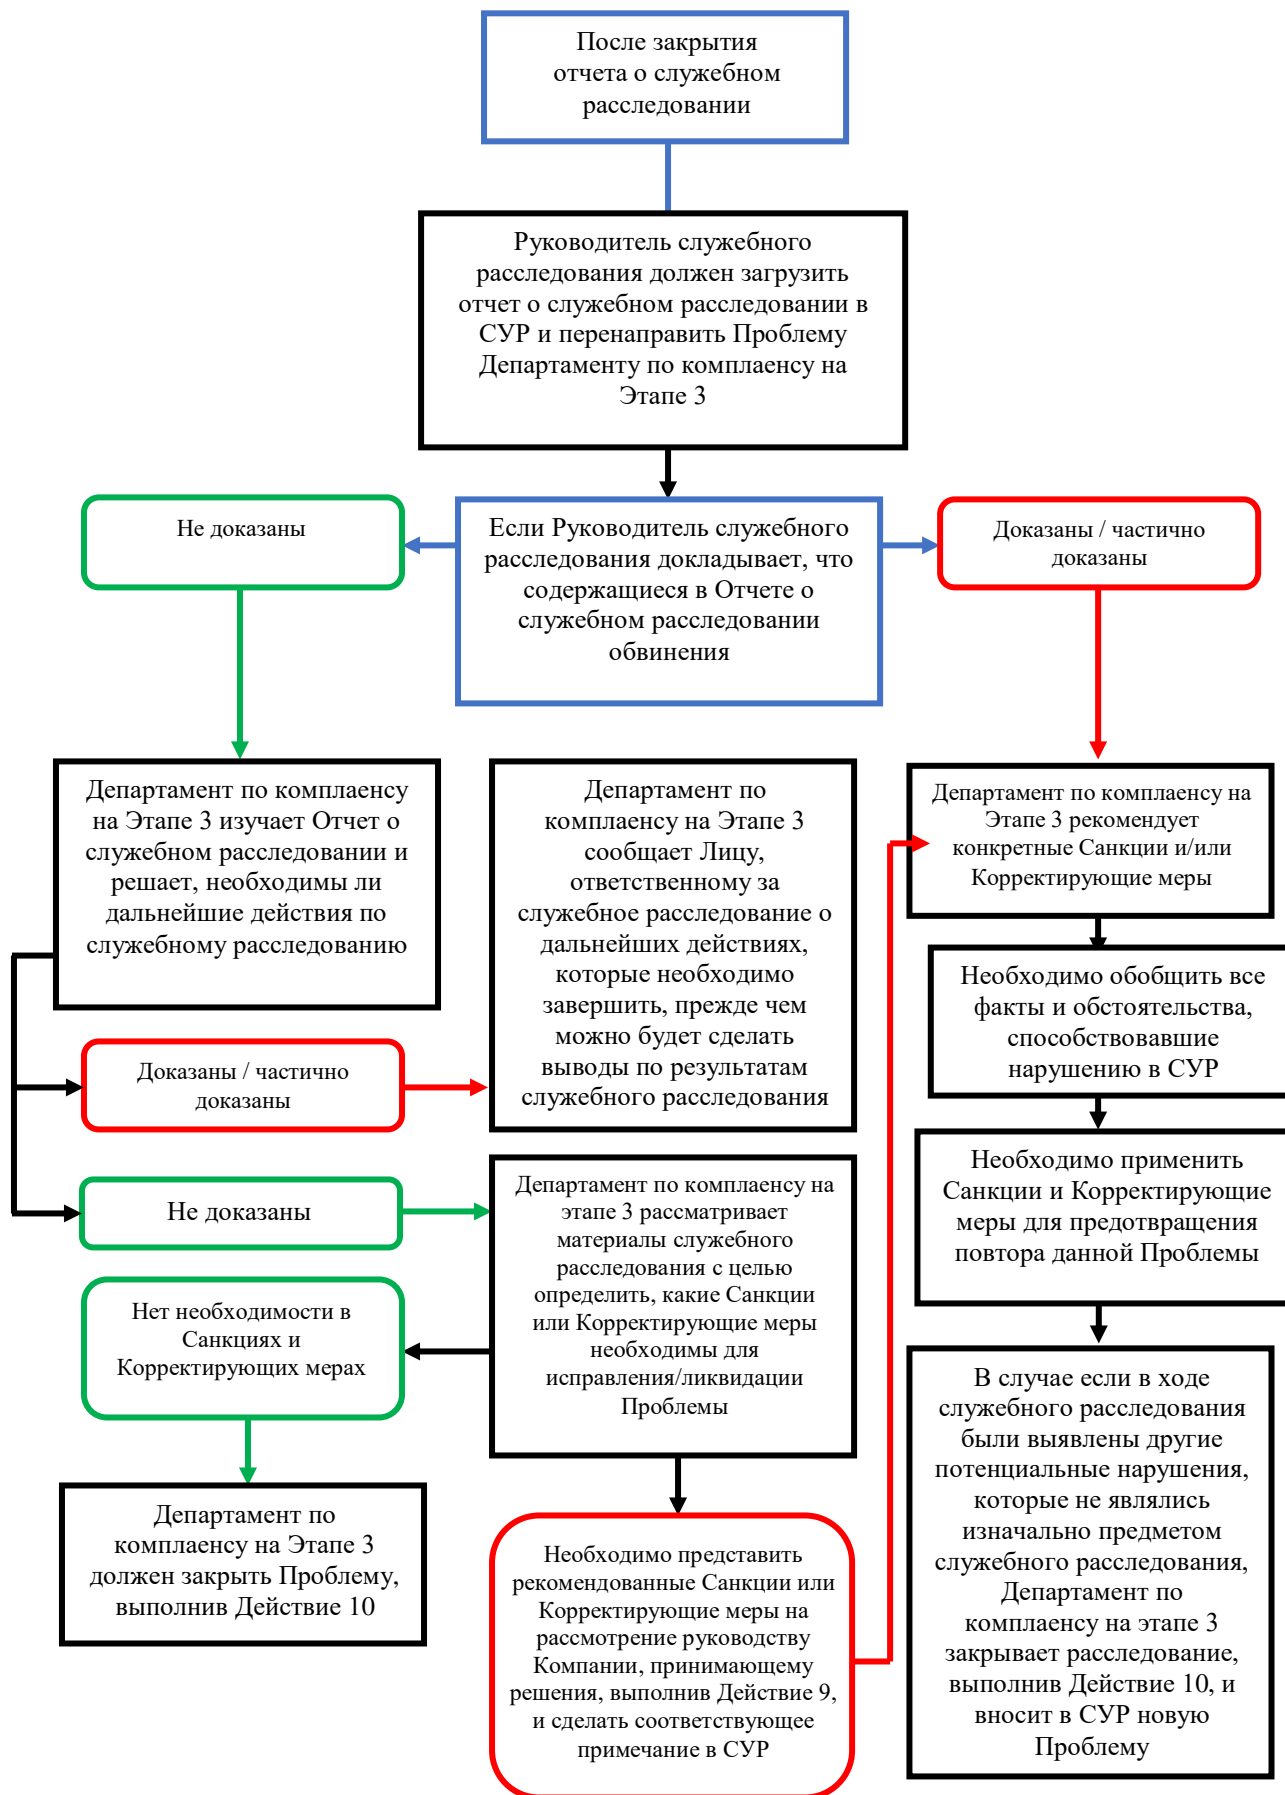 После закрытия
отчета о служебном
расследовании
Руководитель служебного
расследования должен загрузить
отчет о служебном расследовании в
СУР и перенаправить Проблему
Департаменту по комплаенсу на
Этапе 3
Не доказаны
Если Руководитель служебного
расследования докладывает, что
содержащиеся в Отчете о
служебном расследовании
обвинения
Доказаны / частично
доказаны
Департамент по комплаенсу
на Этапе 3 изучает Отчет о
служебном расследовании и
решает, необходимы ли
дальнейшие действия по
служебному расследованию
Департамент по
комплаенсу на Этапе 3
сообщает Лицу,
ответственному за
служебное расследование о
дальнейших действиях,
которые необходимо
завершить, прежде чем
можно будет сделать
выводы по результатам
служебного расследования
Департамент по комплаенсу на
Этапе 3 рекомендует
конкретные Санкции и/или
Корректирующие меры
Необходимо обобщить все
факты и обстоятельства,
способствовавшие
нарушению в СУР
Доказаны / частично
доказаны
Необходимо применить
Санкции и Корректирующие
меры для предотвращения
повтора данной Проблемы
Не доказаны
Департамент по комплаенсу на
этапе 3 рассматривает
материалы служебного
расследования с целью
определить, какие Санкции
или Корректирующие меры
необходимы для
исправления/ликвидации
Проблемы
Нет необходимости в
Санкциях и
Корректирующих мерах
В случае если в ходе
служебного расследования
были выявлены другие
потенциальные нарушения,
которые не являлись
изначально предметом
служебного расследования,
Департамент по
комплаенсу на этапе 3
закрывает расследование,
выполнив Действие 10, и
вносит в СУР новую
Проблему
Департамент по
комплаенсу на Этапе 3
должен закрыть Проблему,
выполнив Действие 10
Необходимо представить
рекомендованные Санкции или
Корректирующие меры на
рассмотрение руководству
Компании, принимающему
решения, выполнив Действие 9,
и сделать соответствующее
примечание в СУР